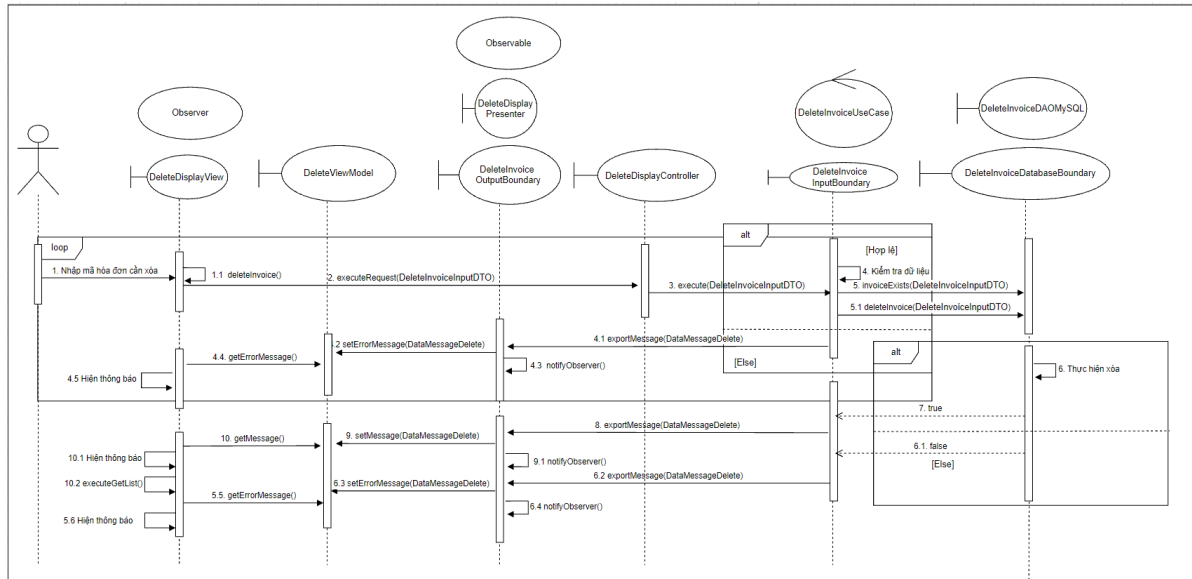 Observable
Observer
DeleteDisplay
Presenter
DeleteInvoiceUseCase
DeleteInvoiceDAOMySQL
DeleteDisplayView
DeleteViewModel
DeleteInvoice
OutputBoundary
DeleteDisplayController
DeleteInvoice
InputBoundary
DeleteInvoiceDatabaseBoundary
loop
alt
[Hợp lệ]
1. Nhập mã hóa đơn cần xóa
1.1 deleteInvoice()
2. executeRequest(DeleteInvoiceInputDTO)
3. execute(DeleteInvoiceInputDTO)
4. Kiểm tra dữ liệu
5. invoiceExists(DeleteInvoiceInputDTO)
5.1 deleteInvoice(DeleteInvoiceInputDTO)
4.1 exportMessage(DataMessageDelete)
.2 setErrorMessage(DataMessageDelete)
4.3 notifyObserver()
4.4. getErrorMessage()
4.5 Hiện thông báo
[Else]
alt
6. Thực hiện xóa
7. true
8. exportMessage(DataMessageDelete)
9. setMessage(DataMessageDelete)
10. getMessage()
6.1. false
9.1 notifyObserver()
10.1 Hiện thông báo
[Else]
6.2 exportMessage(DataMessageDelete)
6.3 setErrorMessage(DataMessageDelete)
10.2 executeGetList()
5.5. getErrorMessage()
6.4 notifyObserver()
5.6 Hiện thông báo